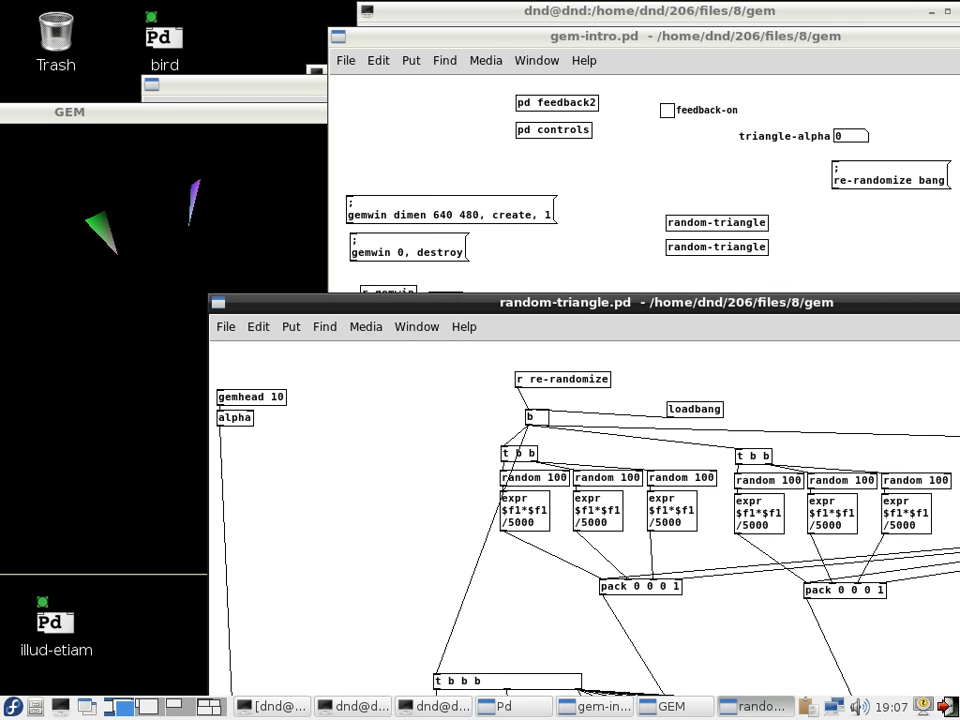 dnd@dnd:/home/dnd/206/files/8/gem
Trash
Pd
bird
gem-intro.pd - /home/dnd/206/files/8/gem
File Edit Put Find Media Window Help
GEM
pd feedback2
feedback-on
pd controls
triangle-alpha 0
;
re-randomize bang
;
gemwin dimen 640 480, create, 1
random-triangle
;
gemwin 0, destroy
random-triangle
r gemwin
random-triangle.pd - /home/dnd/206/files/8/gem
File Edit Put Find Media Window Help
r re-randomize
gemhead 10
alpha
loadbang
b
t b b
t b b
random 100 random 100 random 100
random 100 random 100 random 100
expr
$f1*$f1
/5000
expr
$f1*$f1
/5000
expr
$f1*$f1
/5000
expr
$f1*$f1
/5000
expr
$f1*$f1
/5000
expr
$f1*$f1
/5000
pack 0 0 0 1
pack 0 0 0 1
Pd
illud-etiam
t b b b
[dnd@... dnd@d... dnd@d... Pd gem-in... GEM rando... 19:07